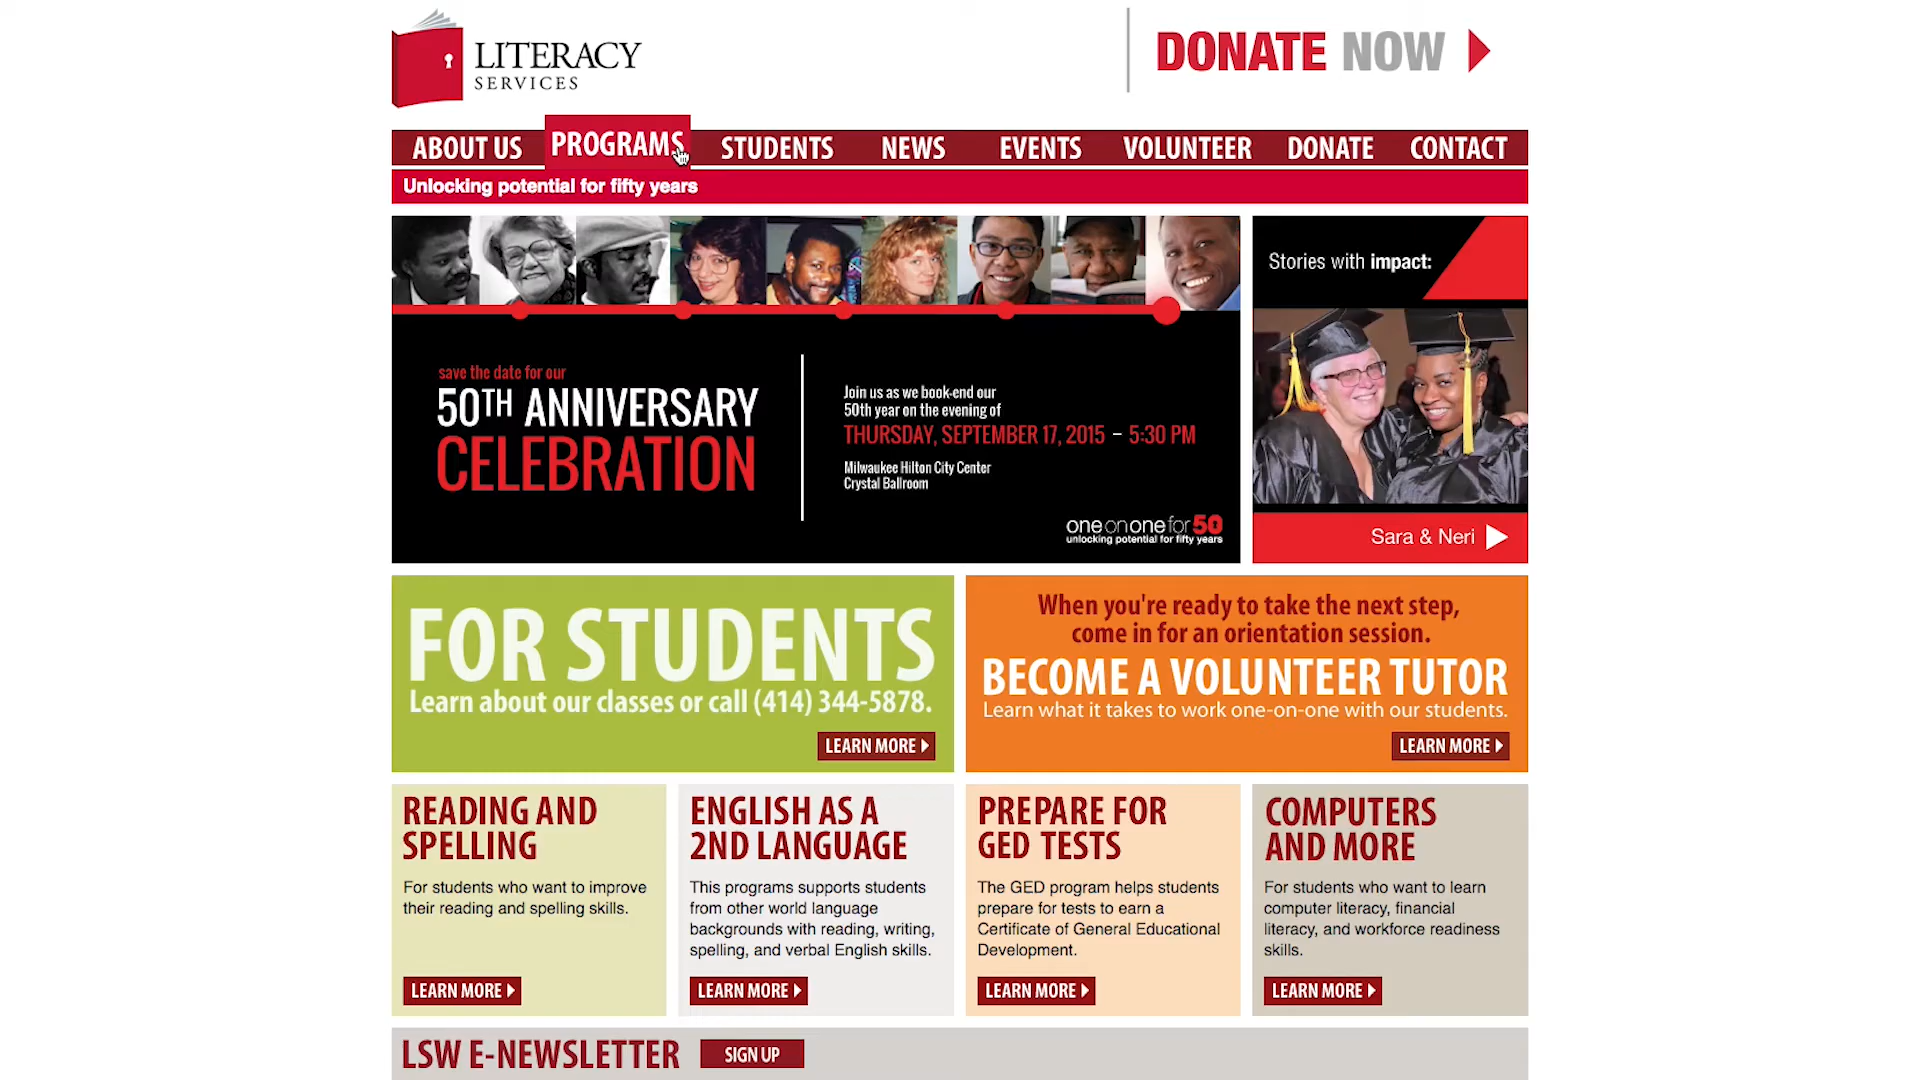 LITERACY
SERVICES
DONATE NOW
ABOUT US PROGRAMS STUDENTS NEWS EVENTS VOLUNTEER DONATE CONTACT
Unlocking potential for fifty years
save the date for our
50TH ANNIVERSARY
CELEBRATION
Join us as we book-end our
50th year on the evening of
THURSDAY, SEPTEMBER 17, 2015 – 5:30 PM
Milwaukee Hilton City Center
Crystal Ballroom
oneononefor50
unlocking potential for fifty years
Stories with impact:
Sara & Neri
FOR STUDENTS
Learn about our classes or call (414) 344-5878.
LEARN MORE
When you're ready to take the next step,
come in for an orientation session.
BECOME A VOLUNTEER TUTOR
Learn what it takes to work one-on-one with our students.
LEARN MORE
READING AND
SPELLING
For students who want to improve
their reading and spelling skills.
LEARN MORE
ENGLISH AS A
2ND LANGUAGE
This programs supports students
from other world language
backgrounds with reading, writing,
spelling, and verbal English skills.
LEARN MORE
PREPARE FOR
GED TESTS
The GED program helps students
prepare for tests to earn a
Certificate of General Educational
Development.
LEARN MORE
COMPUTERS
AND MORE
For students who want to learn
computer literacy, financial
literacy, and workforce readiness
skills.
LEARN MORE
LSW E-NEWSLETTER
SIGN UP